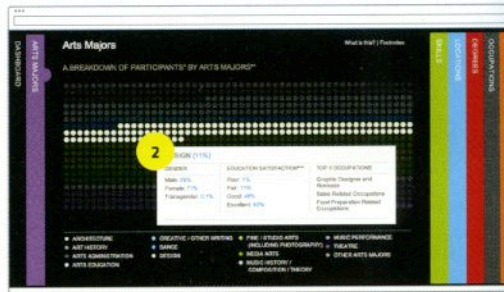 Arts Majors
What is this? | Footnotes
A BREAKDOWN OF PARTICIPANTS* BY ARTS MAJORS**
DASHBOARD
ARTS MAJORS
SKILLS
LOCATIONS
DEGREES
OCCUPATIONS
2
SIGN (11%)
GENDER
Male: 29%
Female: 71%
Transgender: 0.1%
EDUCATION SATISFACTION***
Poor: 1%
Fair: 11%
Good: 48%
Excellent: 40%
TOP 3 OCCUPATIONS
Graphic Designer and
Illustrator
Sales Related Occupations
Food Preparation Related
Occupations
ARCHITECTURE
ART HISTORY
ARTS ADMINISTRATION
ARTS EDUCATION
CREATIVE / OTHER WRITING
DANCE
DESIGN
FINE / STUDIO ARTS
(INCLUDING PHOTOGRAPHY)
MEDIA ARTS
MUSIC HISTORY /
COMPOSITION / THEORY
MUSIC PERFORMANCE
THEATRE
OTHER ARTS MAJORS